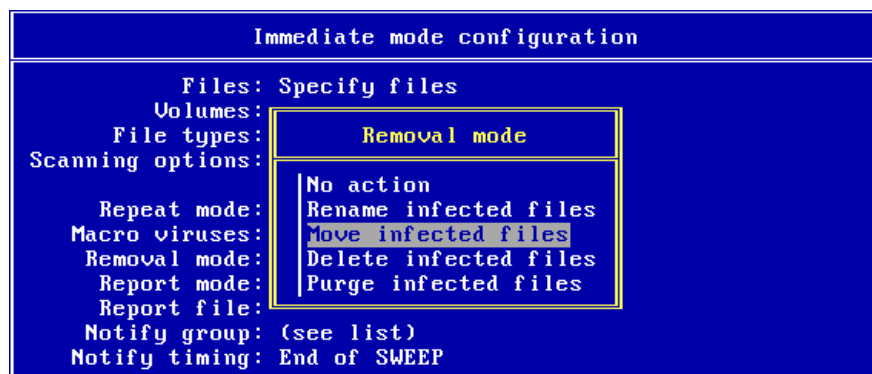 Immediate mode configuration
Files: Specify files
Volumes:
File types:
Scanning options:
Removal mode
No action
Repeat mode:
Rename infected files
Macro viruses:
Move infected files
Removal mode:
Delete infected files
Report mode:
Purge infected files
Report file:
Notify group: (see list)
Notify timing: End of SWEEP